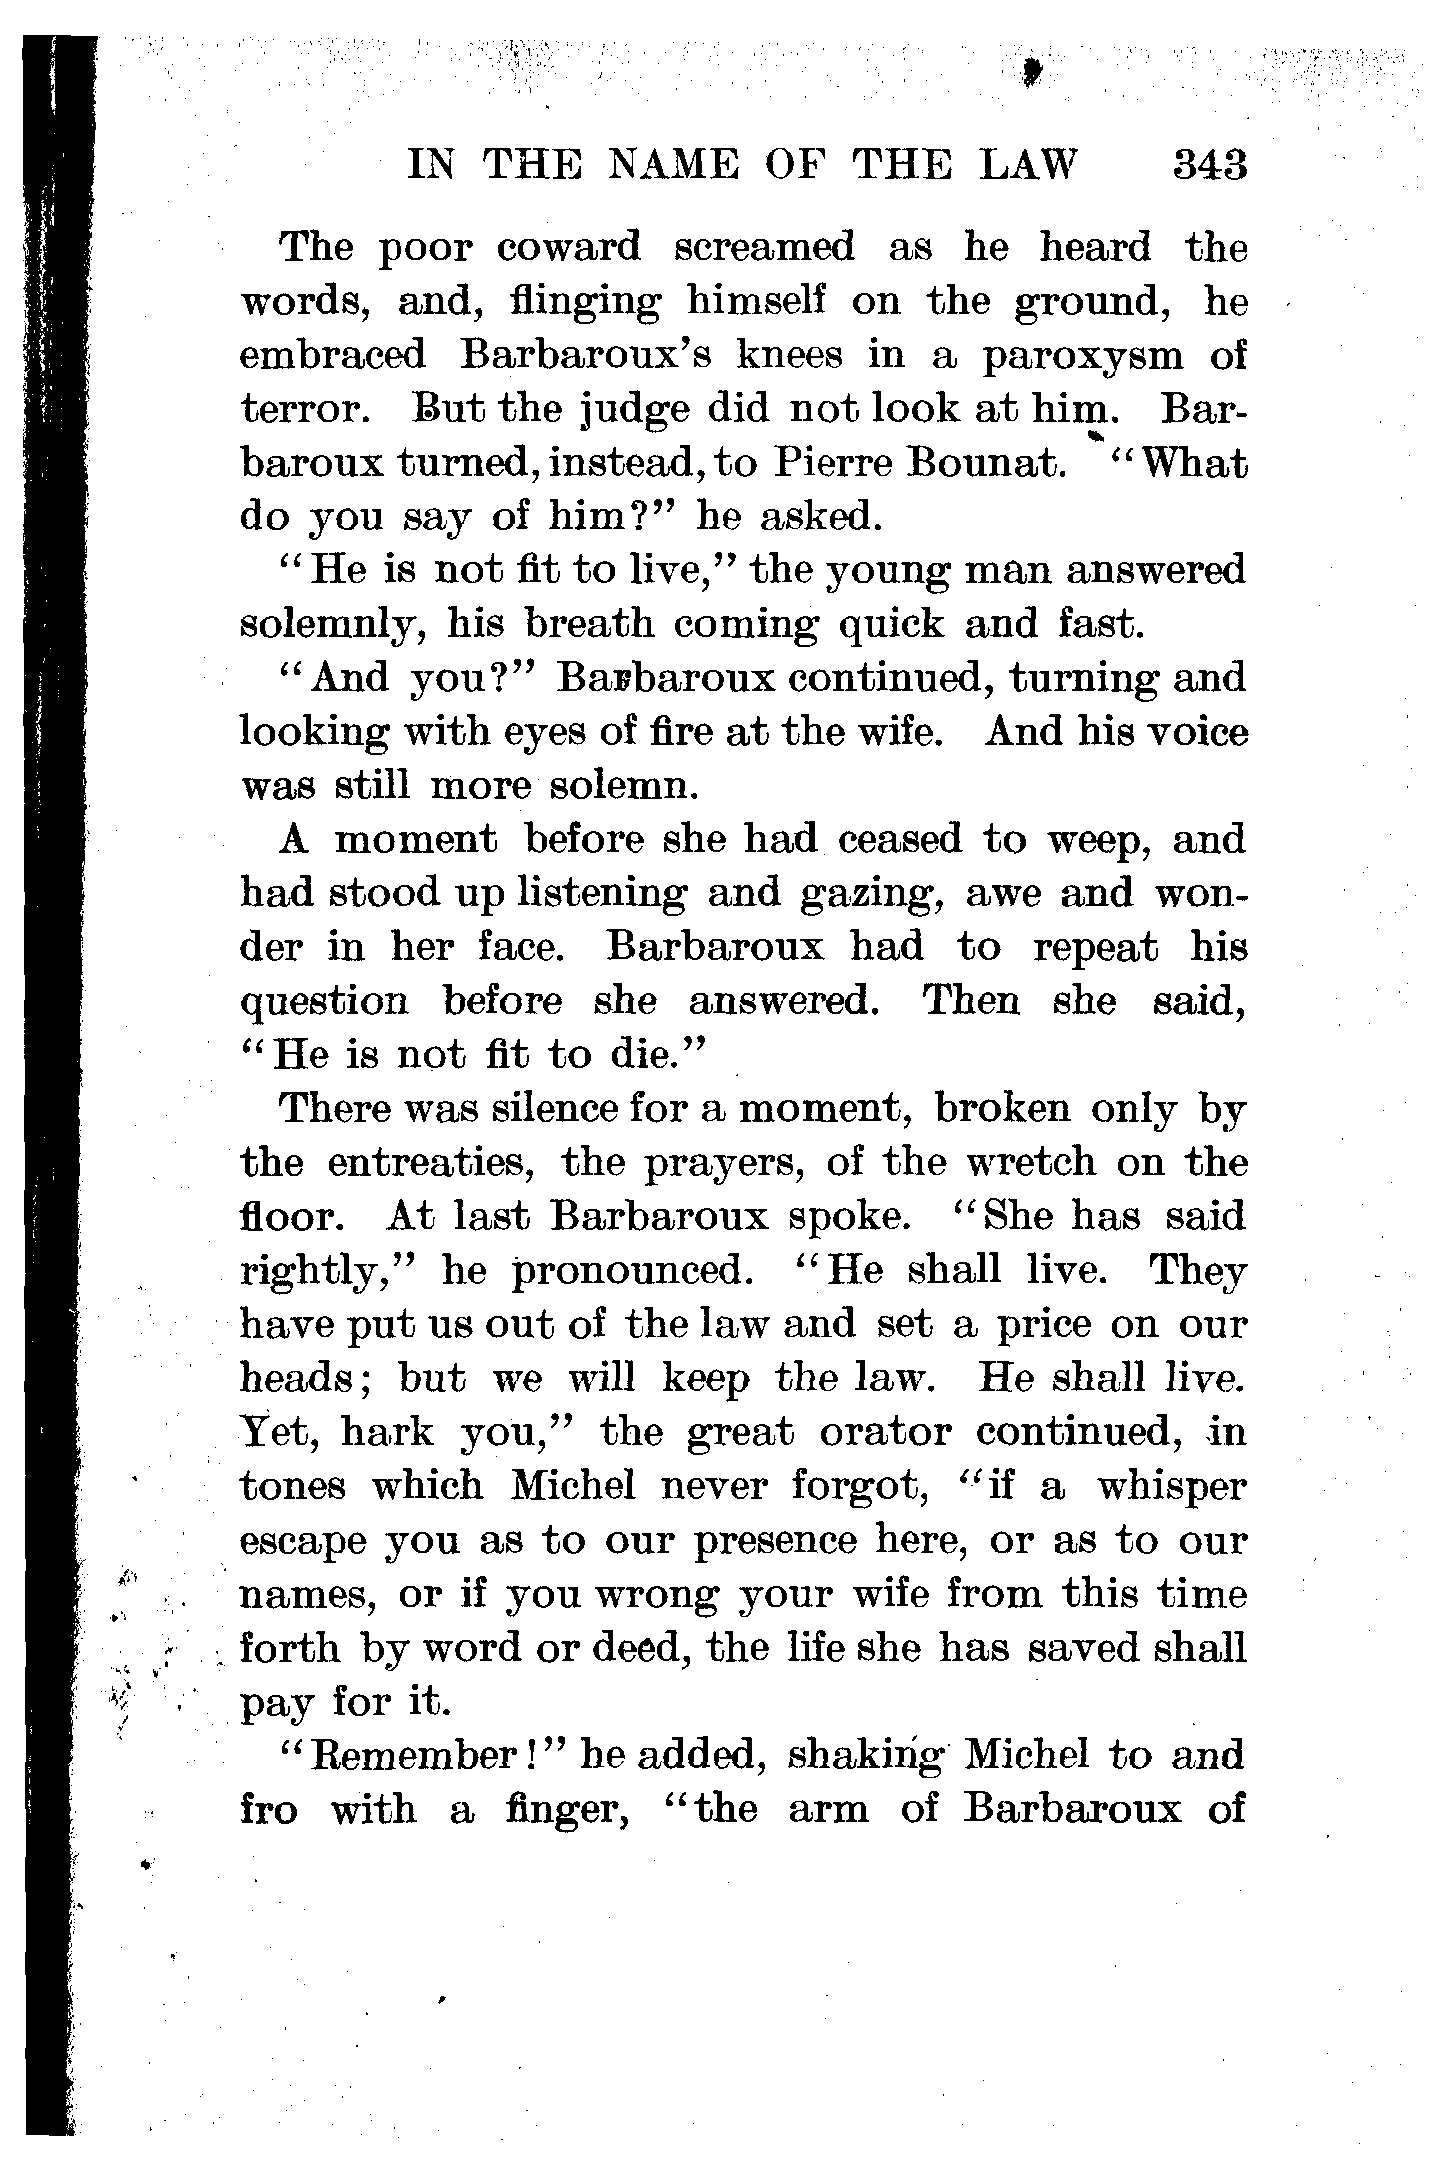 IN THE NAME OF THE LAW 343
The poor coward screamed as he heard the
words, and, flinging himself on the ground, he
embraced Barbaroux's knees in a paroxysm of
terror. But the judge did not look at him. Bar-
baroux turned, instead, to Pierre Bounat. "What
do you say of him?" he asked.
"He is not fit to live," the young man answered
solemnly, his breath coming quick and fast.
"And you?" Barbaroux continued, turning and
looking with eyes of fire at the wife. And his voice
was still more solemn.
A moment before she had ceased to weep, and
had stood up listening and gazing, awe and won-
der in her face. Barbaroux had to repeat his
question before she answered. Then she said,
"He is not fit to die."
There was silence for a moment, broken only by
the entreaties, the prayers, of the wretch on the
floor. At last Barbaroux spoke. "She has said
rightly," he pronounced. "He shall live. They
have put us out of the law and set a price on our
heads; but we will keep the law. He shall live.
Yet, hark you," the great orator continued, in
tones which Michel never forgot, "if a whisper
escape you as to our presence here, or as to our
names, or if you wrong your wife from this time
forth by word or deed, the life she has saved shall
pay for it.
"Remember!" he added, shaking Michel to and
fro with a finger, "the arm of Barbaroux of